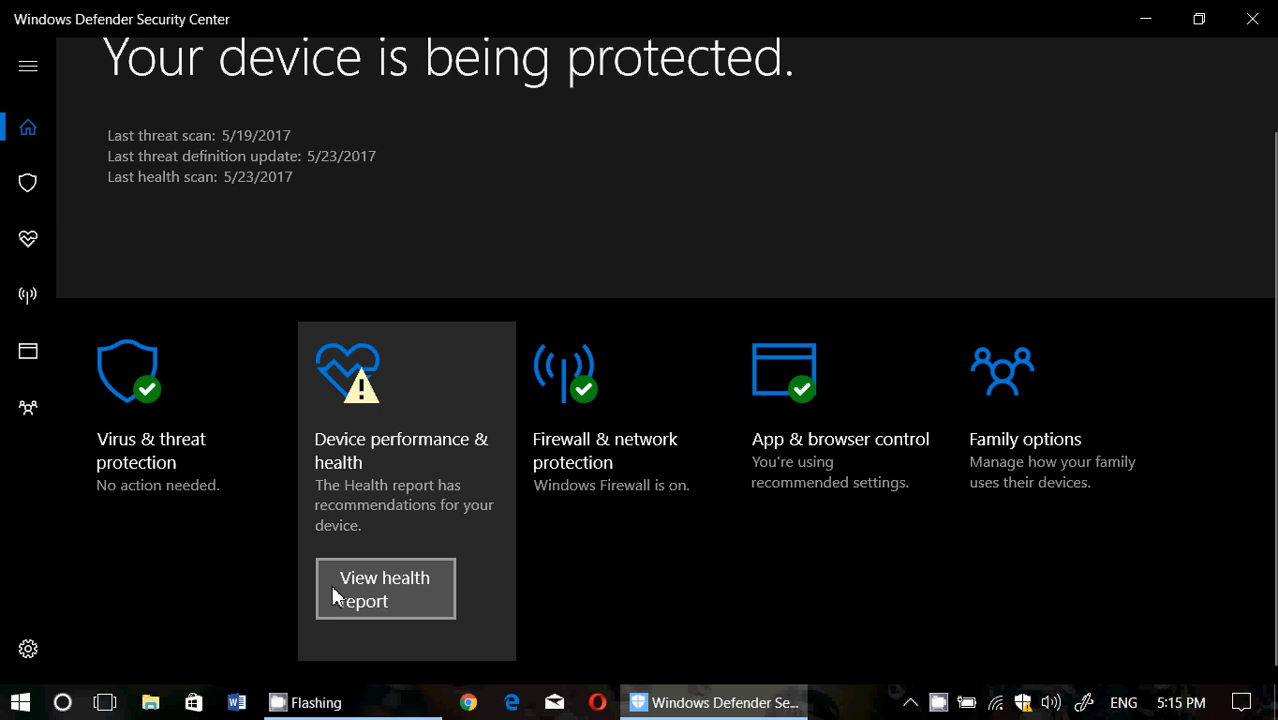 Windows Defender Security Center
Your device is being protected.
Last threat scan: 5/19/2017
Last threat definition update: 5/23/2017
Last health scan: 5/23/2017
Virus & threat
protection
No action needed.
Device performance &
health
The Health report has
recommendations for your
device.
View health
report
Firewall & network
protection
Windows Firewall is on.
App & browser control
You're using
recommended settings.
Family options
Manage how your family
uses their devices.
Flashing
Windows Defender Se...
ENG
5:15 PM